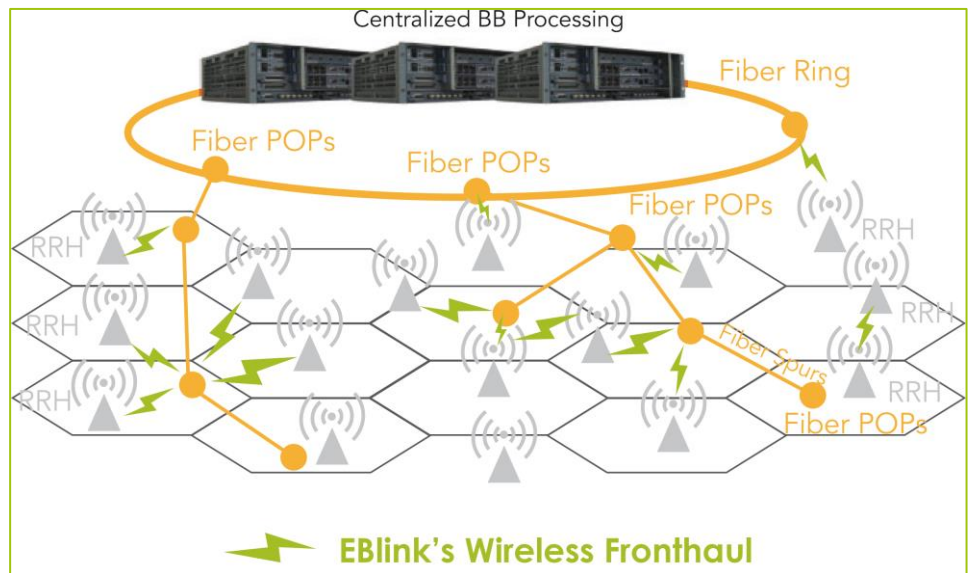 Centralized BB Processing
Fiber Ring
Fiber POPs
Fiber POPs
Fiber POPs
RRH
RRH
RRH
RRH
RRH
Fiber Spurs
RRH
RRH
Fiber POPs
EBlink's Wireless Fronthaul